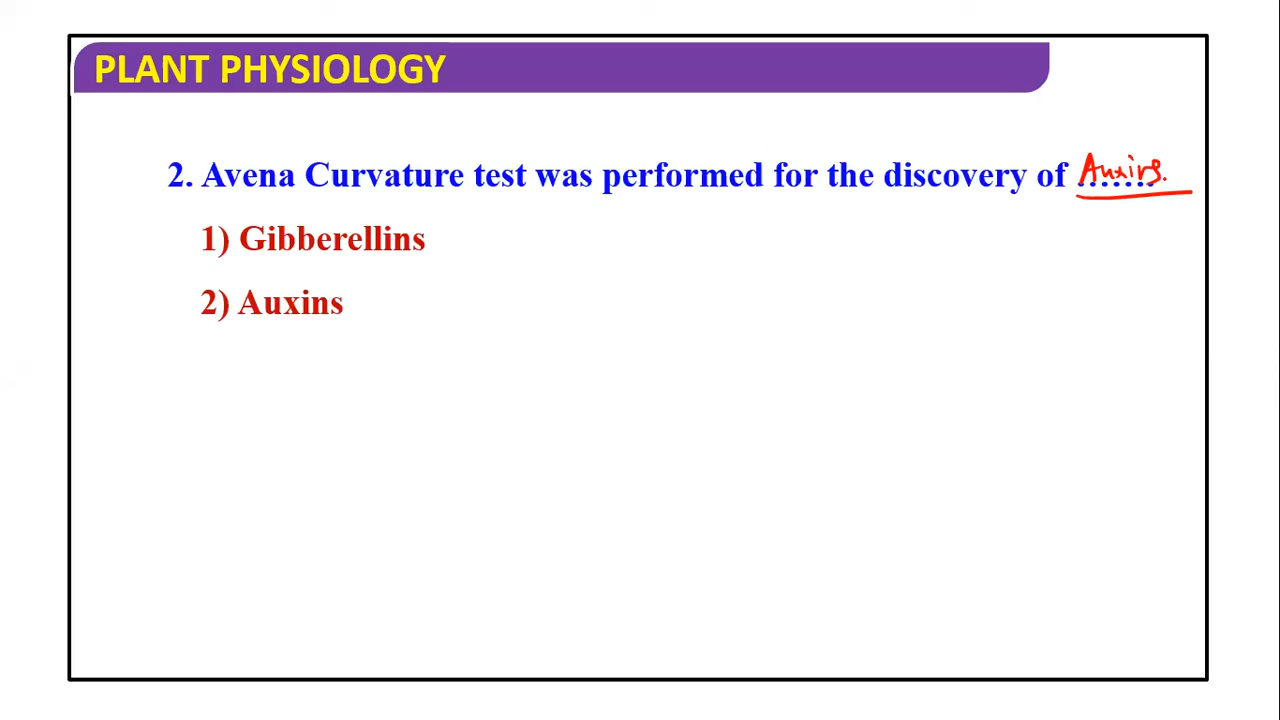 PLANT PHYSIOLOGY
2. Avena Curvature test was performed for the discovery of ....... Auxins.
1) Gibberellins
2) Auxins